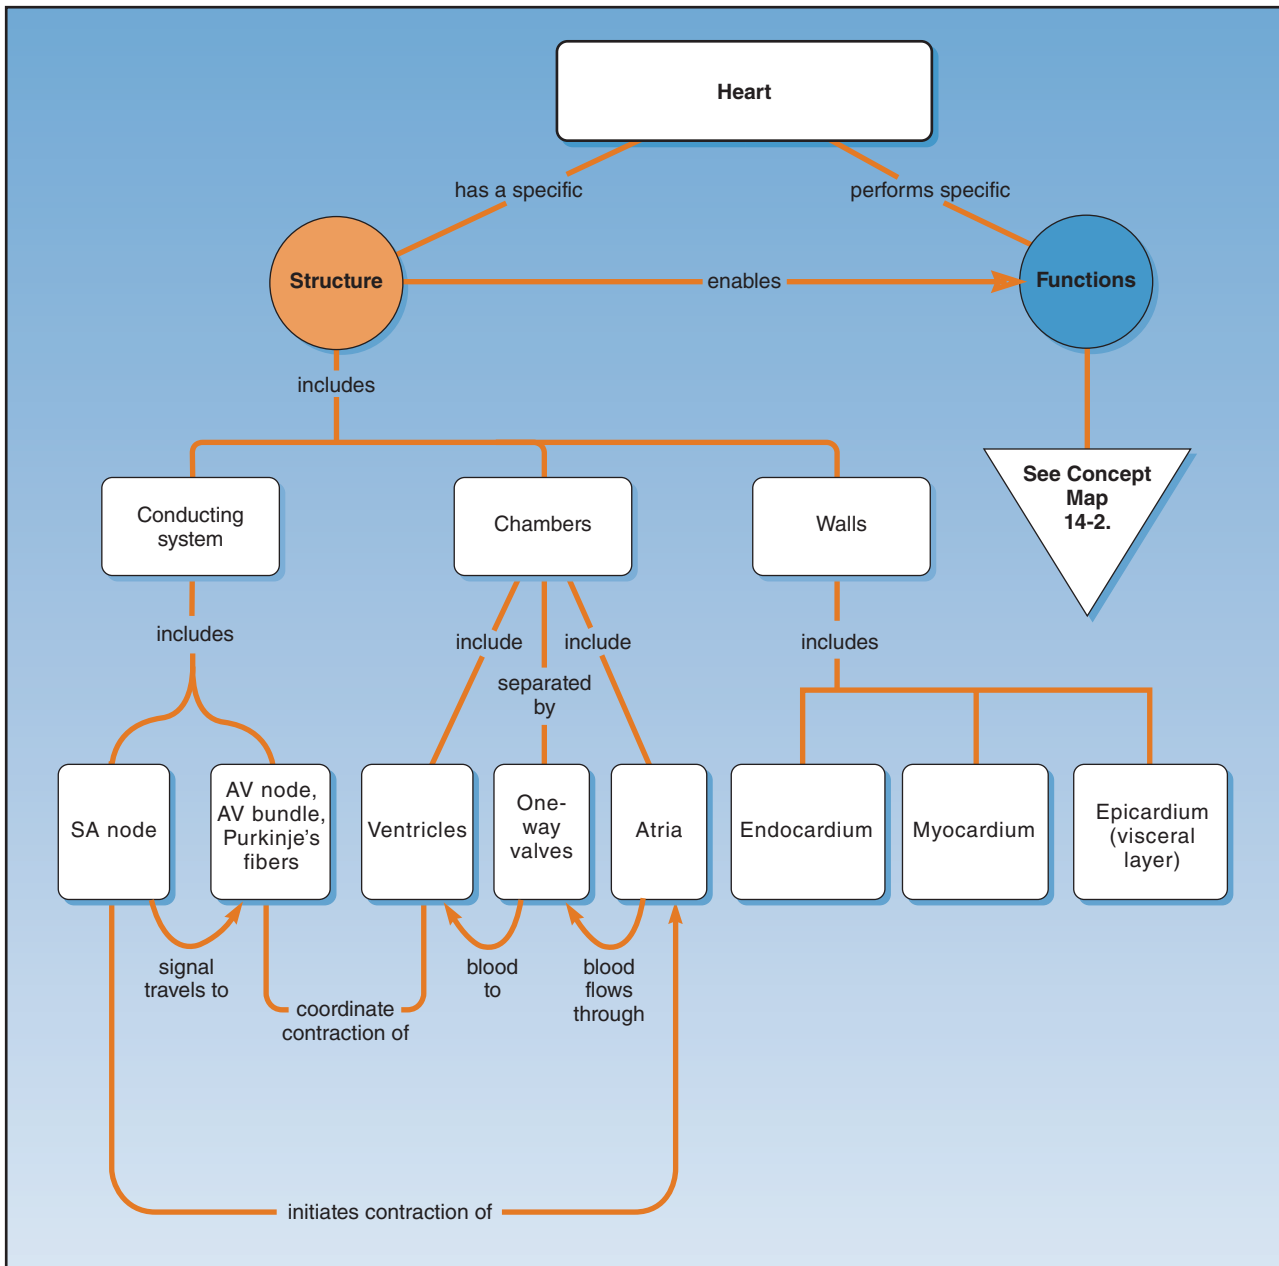 Heart
has a specific
performs specific
Structure
enables
Functions
includes
See Concept
Map
14-2.
Conducting
system
Chambers
Walls
includes
include
include
separated
by
includes
SA node
AV node,
AV bundle,
Purkinje's
fibers
Ventricles
One-
way
valves
Atria
Endocardium
Myocardium
Epicardium
(visceral
layer)
signal
travels to
coordinate
contraction of
blood
to
blood
flows
through
initiates contraction of